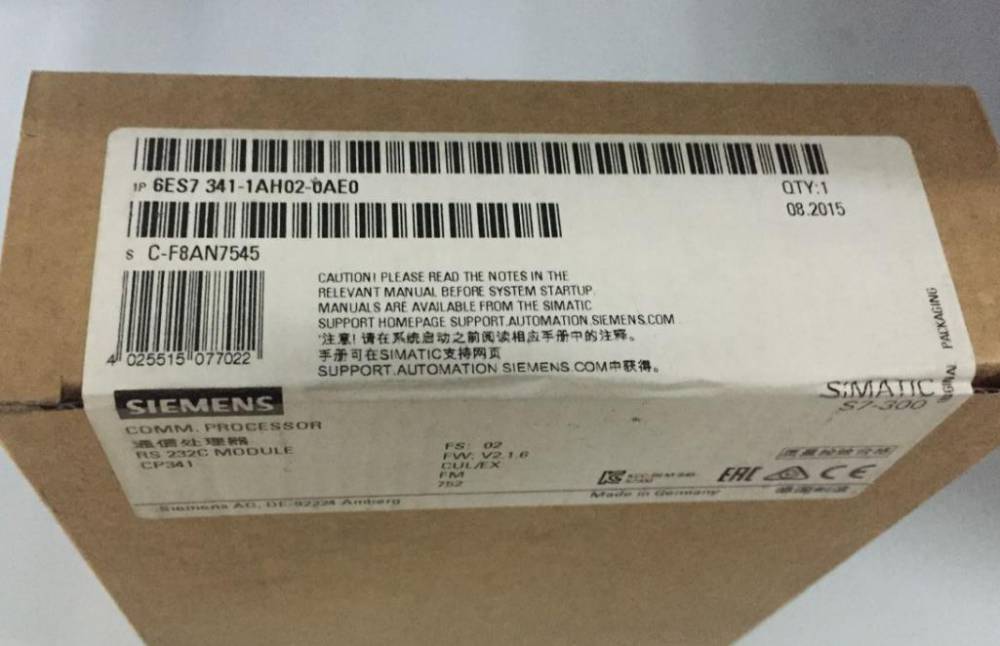 1P 6ES7 341-1AH02-0AE0
QTY:1
08.2015
S C-F8AN7545
CAUTION! PLEASE READ THE NOTES IN THE
RELEVANT MANUAL BEFORE SYSTEM STARTUP.
MANUALS ARE AVAILABLE FROM THE SIMATIC
SUPPORT HOMEPAGE SUPPORT.AUTOMATION.SIEMENS.COM
注意! 请在系统启动之前阅读相应手册中的注释。
手册可在SIMATIC支持网页
SUPPORT.AUTOMATION SIEMENS.COM中获得。
4 025515 077022
PACKAGING
SIEMENS
SIMATIC
S7-300
COMM. PROCESSOR
通信处理器
RS 232C MODULE
CP341
FS: 02
FW: V2.1.6
CUL/EX
FM
752
EAC
CE
Made in Germany
Siemens AG, DE-92224 Amberg